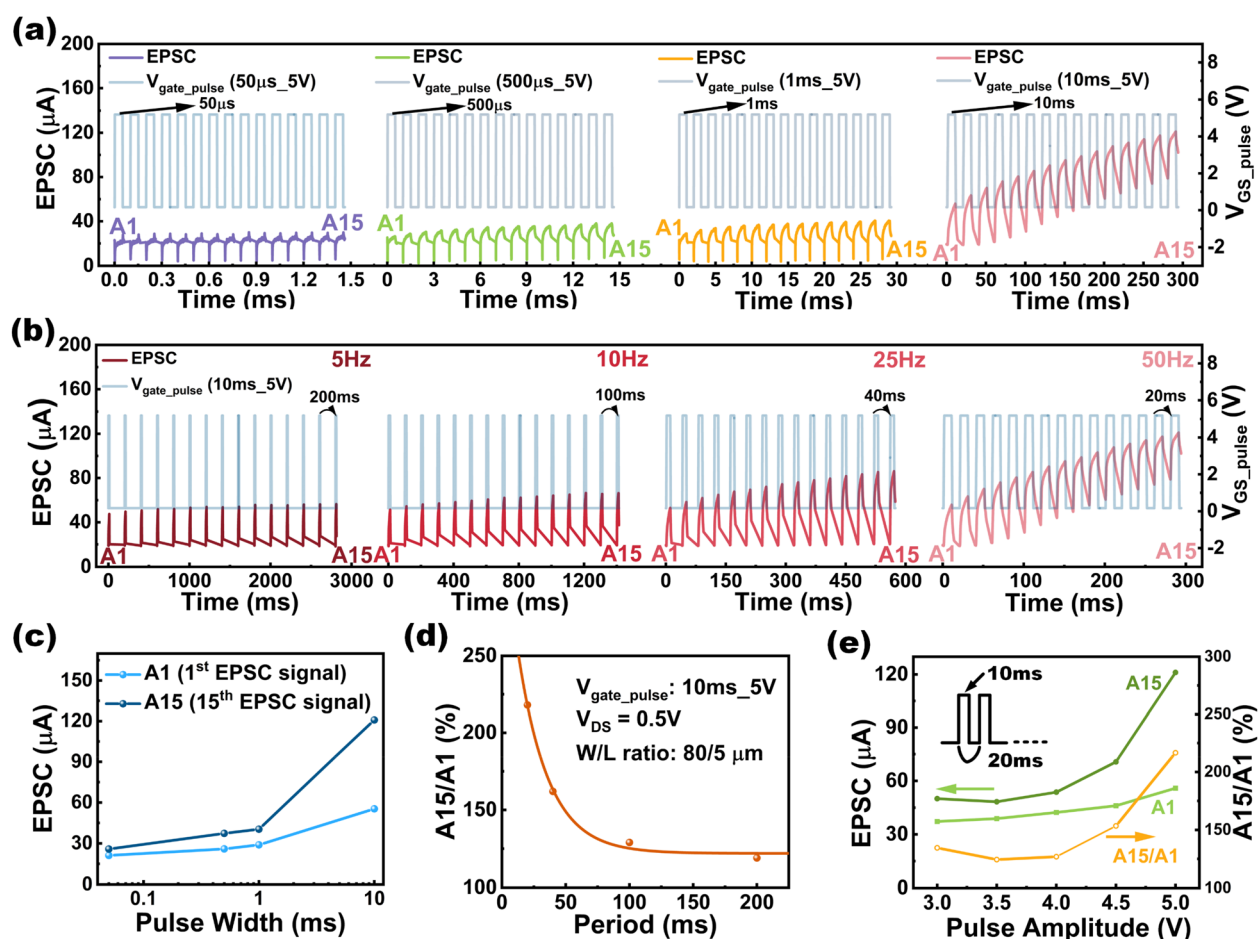 (a)
200
160
120
80
40
0
EPSC (μA)
EPSC
V_gate_pulse (50μs_5V)
50μs
A1
A15
0.0 0.3 0.6 0.9 1.2 1.5
Time (ms)
EPSC
V_gate_pulse (500μs_5V)
500μs
A1
A15
0 3 6 9 12 15
Time (ms)
EPSC
V_gate_pulse (1ms_5V)
1ms
A1
A15
0 5 10 15 20 25 30
Time (ms)
EPSC
V_gate_pulse (10ms_5V)
10ms
A1
A15
0 50 100 150 200 250 300
Time (ms)
8
6
4
2
0
-2
V_GS_pulse (V)
(b)
200
160
120
80
40
0
EPSC (μA)
EPSC
V_gate_pulse (10ms_5V)
5Hz
200ms
A1
A15
0 1000 2000 3000
Time (ms)
10Hz
100ms
A1
A15
0 400 800 1200
Time (ms)
25Hz
40ms
A1
A15
0 150 300 450 600
Time (ms)
50Hz
20ms
A1
A15
0 100 200 300
Time (ms)
8
6
4
2
0
-2
V_GS_pulse (V)
(c)
150
120
90
60
30
0
EPSC (μA)
A1 (1st EPSC signal)
A15 (15th EPSC signal)
0.1 1 10
Pulse Width (ms)
(d)
250
200
150
100
A15/A1 (%)
V_gate_pulse: 10ms_5V
V_DS = 0.5V
W/L ratio: 80/5 μm
0 50 100 150 200
Period (ms)
(e)
120
90
60
30
0
EPSC (μA)
10ms
20ms
A15
A1
A15/A1
3.0 3.5 4.0 4.5 5.0
Pulse Amplitude (V)
300
250
200
150
100
A15/A1 (%)